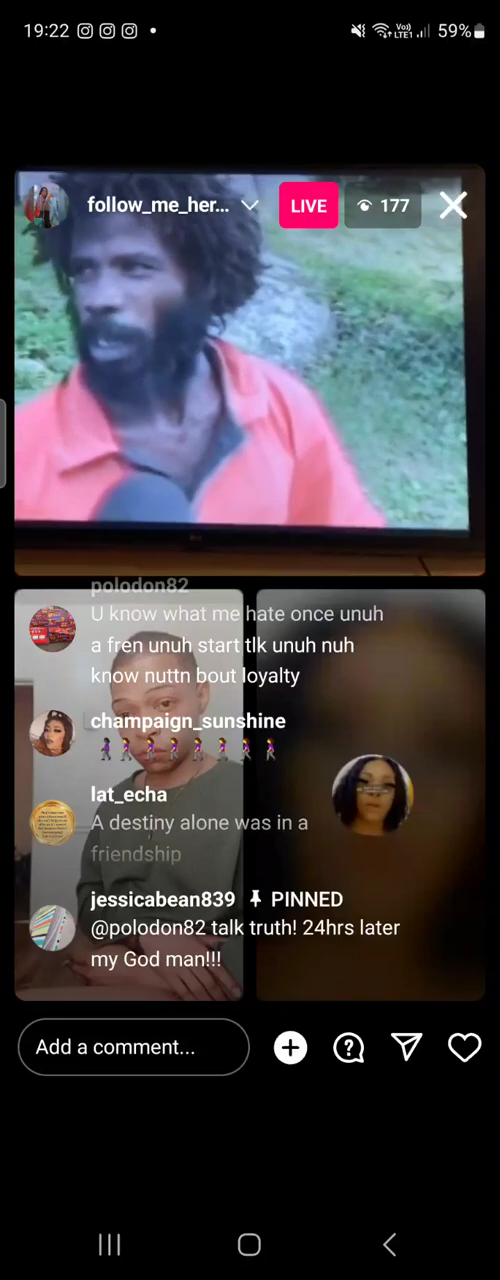 19:22
Vo)) LTE1
59%
follow_me_her...
LIVE
177
polodon82
U know what me hate once unuh
a fren unuh start tlk unuh nuh
know nuttn bout loyalty
champaign_sunshine
lat_echa
A destiny alone was in a
friendship
jessicabean839 PINNED
@polodon82 talk truth! 24hrs later
my God man!!!
Add a comment...